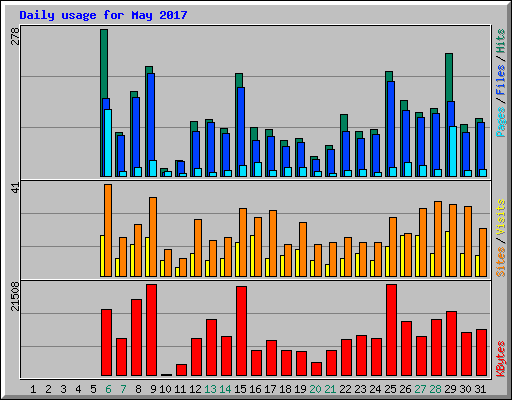 Daily usage for May 2017
278
Pages / Files / Hits
41
Sites / Visits
21508
KBytes
1 2 3 4 5 6 7 8 9 10 11 12 13 14 15 16 17 18 19 20 21 22 23 24 25 26 27 28 29 30 31